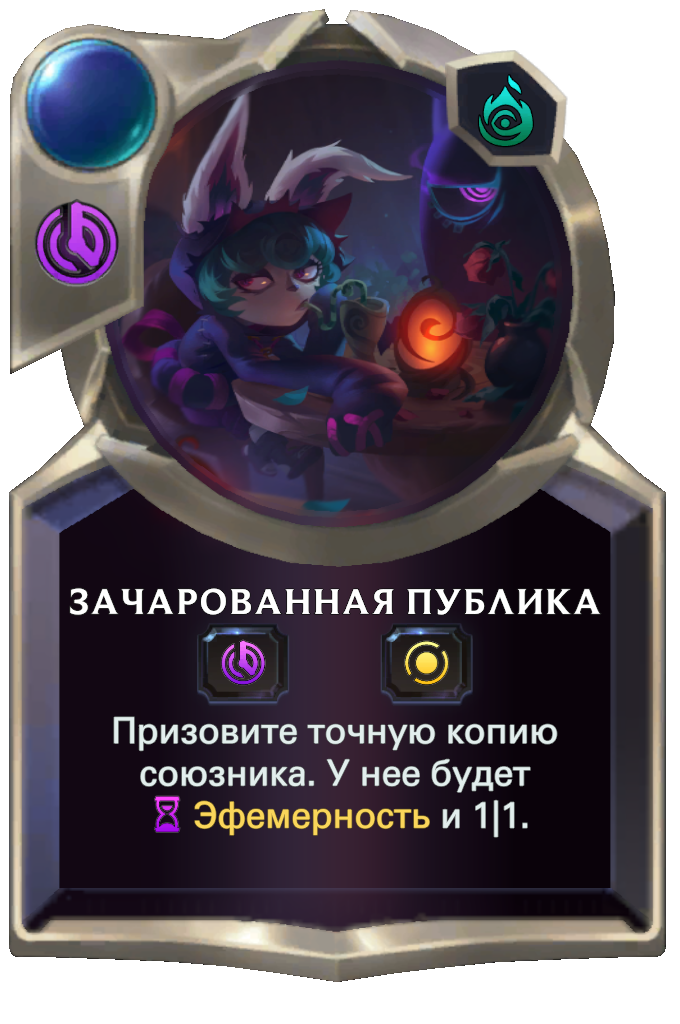 ЗАЧАРОВАННАЯ ПУБЛИКА
Призовите точную копию
союзника. У нее будет
Эфемерность и 1|1.